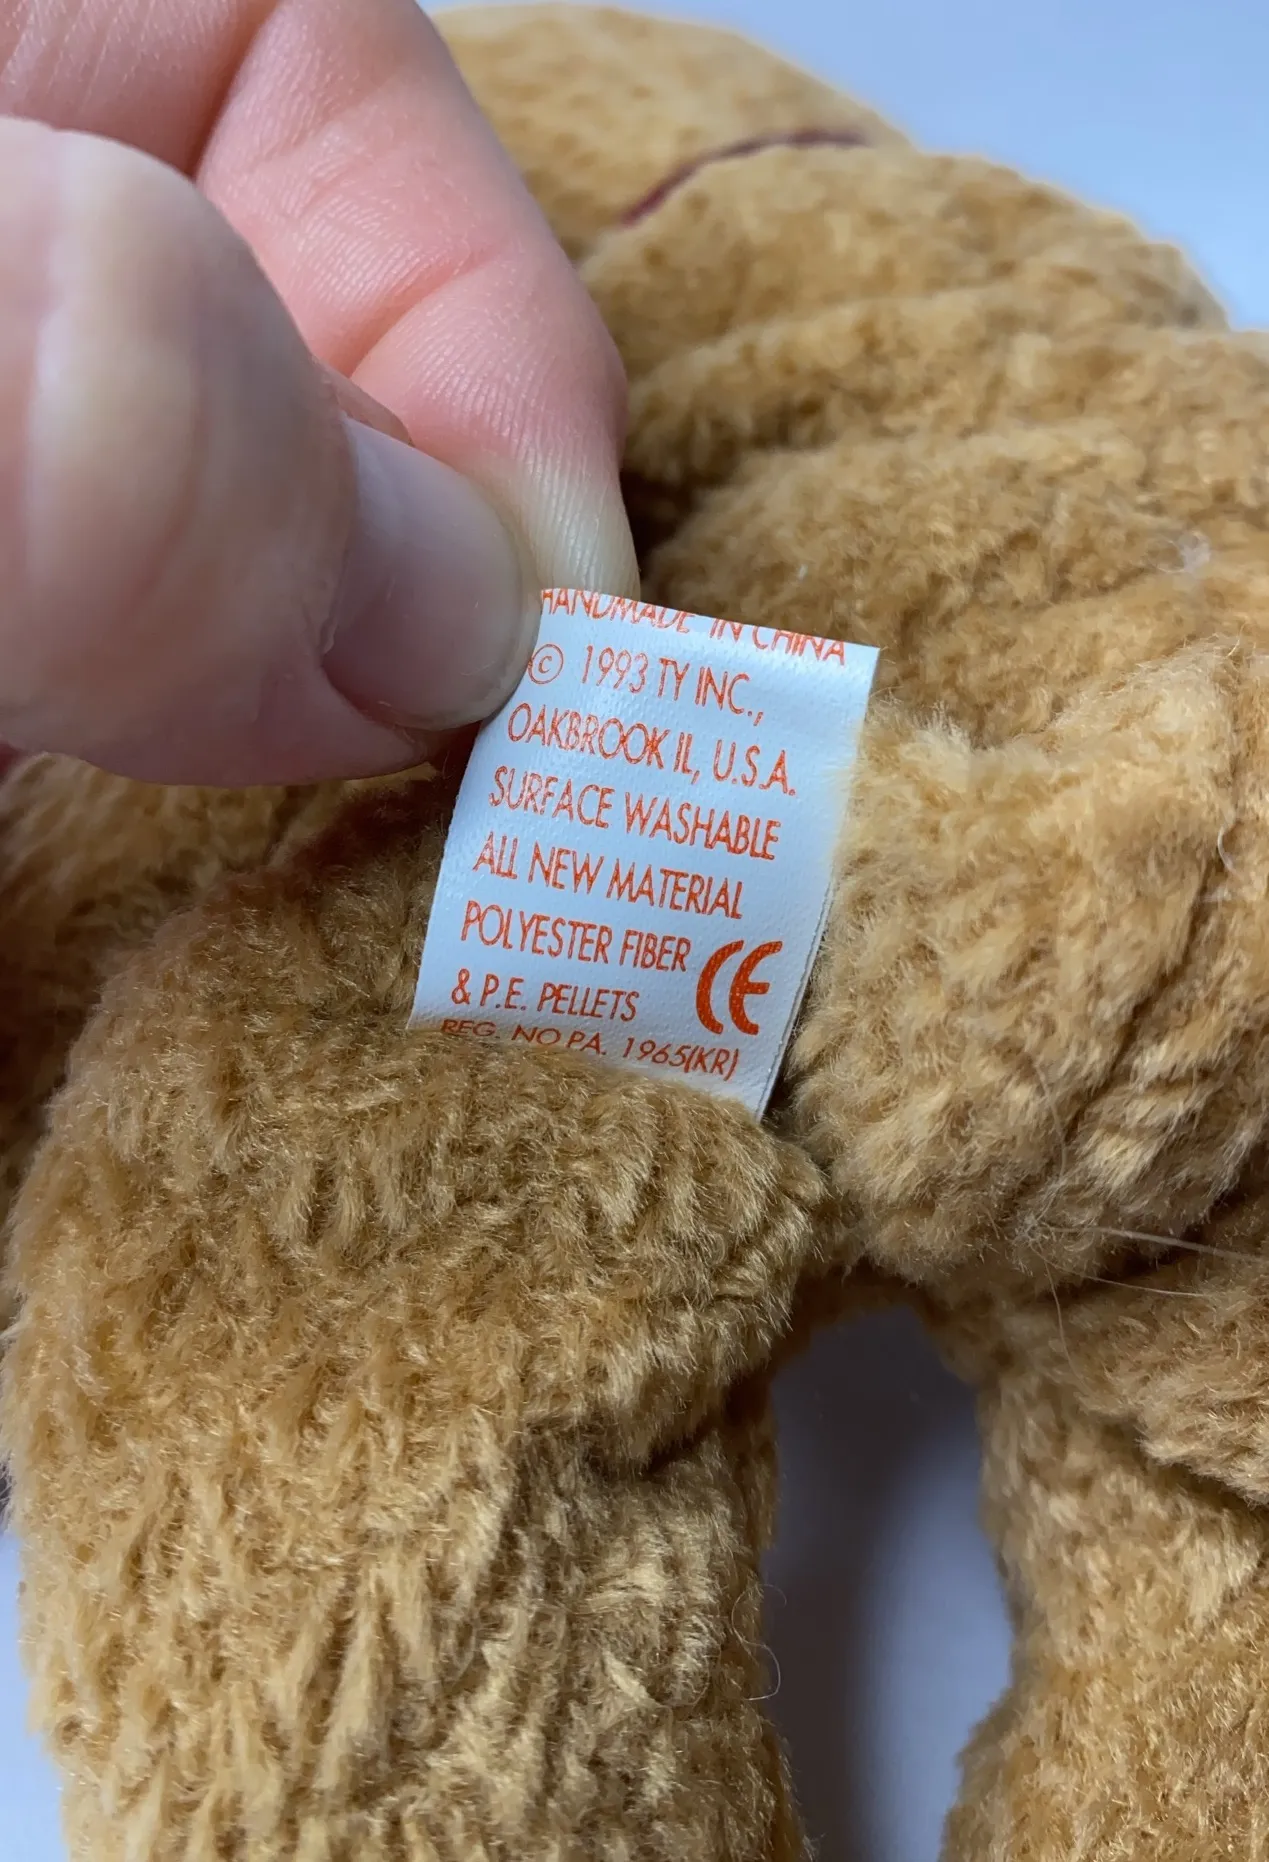 HANDMADE IN CHINA
© 1993 TY INC.,
OAKBROOK IL, U.S.A.
SURFACE WASHABLE
ALL NEW MATERIAL
POLYESTER FIBER
& P.E. PELLETS
CE
REG. NO PA. 1965(KR)